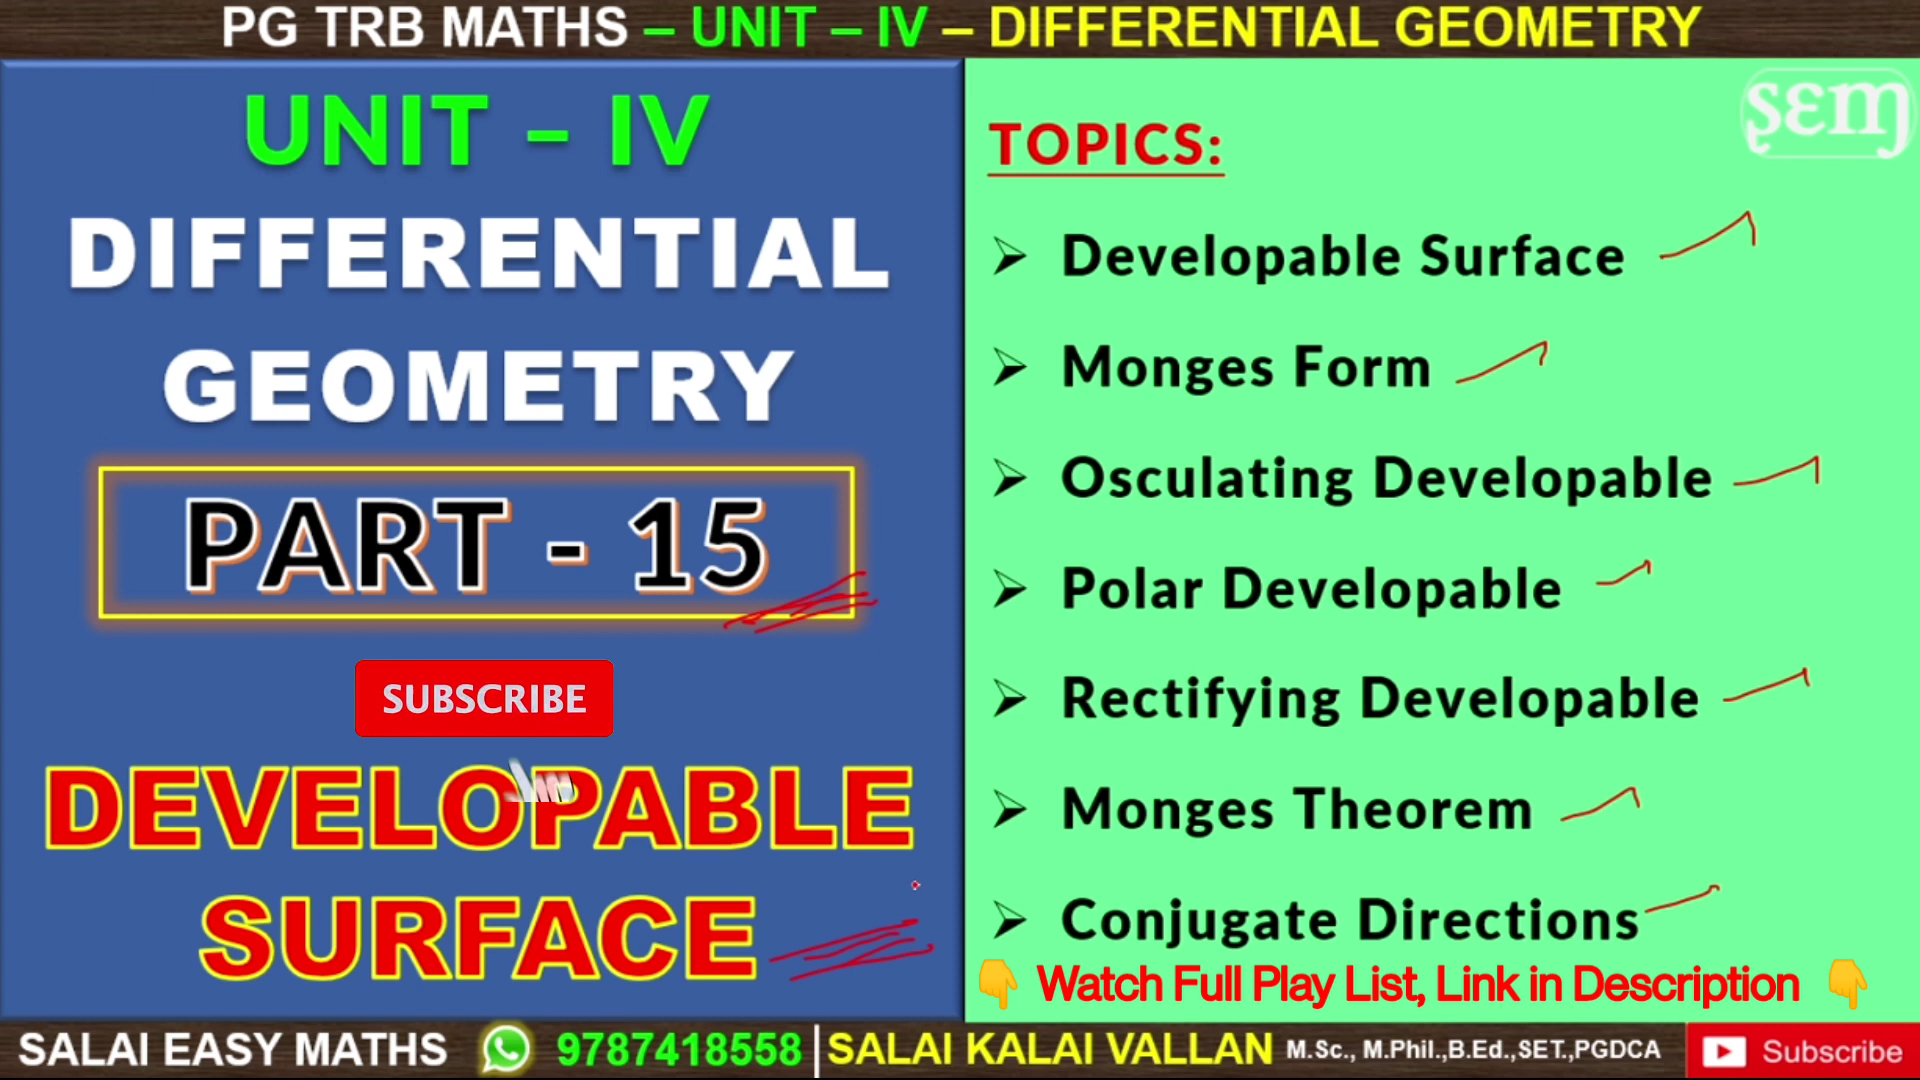 PG TRB MATHS – UNIT – IV – DIFFERENTIAL GEOMETRY
UNIT – IV
DIFFERENTIAL
GEOMETRY
PART - 15
SUBSCRIBE
DEVELOPABLE
SURFACE
sem
TOPICS:
➢ Developable Surface
➢ Monges Form
➢ Osculating Developable
➢ Polar Developable
➢ Rectifying Developable
➢ Monges Theorem
➢ Conjugate Directions
👇 Watch Full Play List, Link in Description 👇
SALAI EASY MATHS 9787418558 | SALAI KALAI VALLAN M.Sc., M.Phil.,B.Ed.,SET.,PGDCA Subscribe